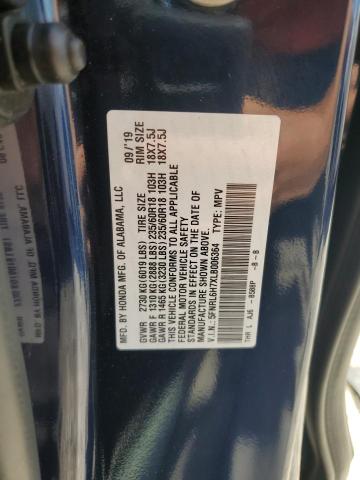 MFD. BY HONDA MFG. OF ALABAMA, LLC 09/'19
GVWR 2730 KG(6019 LBS) TIRE SIZE RIM SIZE
GAWR F 1310 KG(2888 LBS) 235/60R18 103H 18X7.5J
GAWR R 1465 KG(3230 LBS) 235/60R18 103H 18X7.5J
THIS VEHICLE CONFORMS TO ALL APPLICABLE
FEDERAL MOTOR VEHICLE SAFETY
STANDARDS IN EFFECT ON THE DATE OF
MANUFACTURE SHOWN ABOVE.
V.I.N.: 5FNRL6H7XLB006364 TYPE: MPV
THR L AJ6 - B588P -B-B